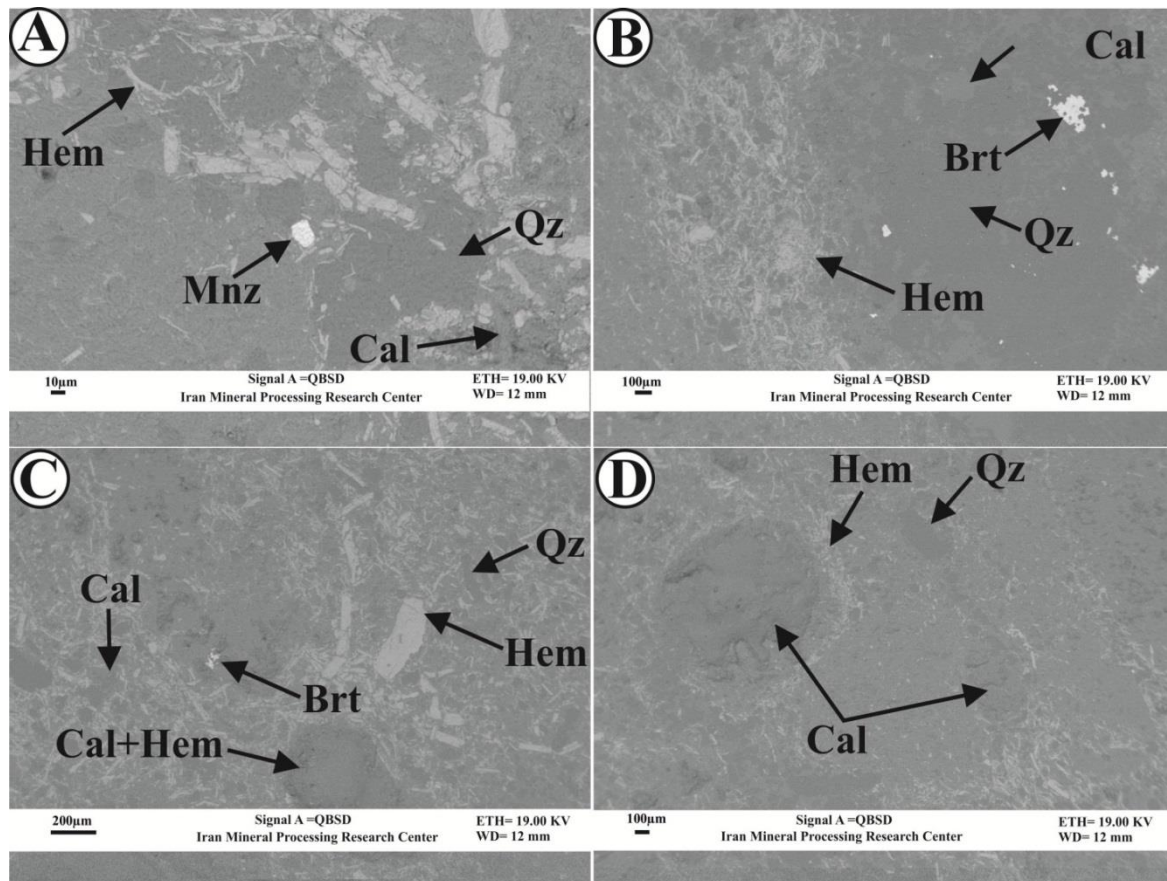 A
Hem
Mnz
Qz
Cal
10µm
Signal A =QBSD
Iran Mineral Processing Research Center
ETH= 19.00 KV
WD= 12 mm
B
Cal
Brt
Qz
Hem
100µm
Signal A =QBSD
Iran Mineral Processing Research Center
ETH= 19.00 KV
WD= 12 mm
C
Qz
Cal
Hem
Brt
Cal+Hem
200µm
Signal A =QBSD
Iran Mineral Processing Research Center
ETH= 19.00 KV
WD= 12 mm
D
Hem
Qz
Cal
100µm
Signal A =QBSD
Iran Mineral Processing Research Center
ETH= 19.00 KV
WD= 12 mm